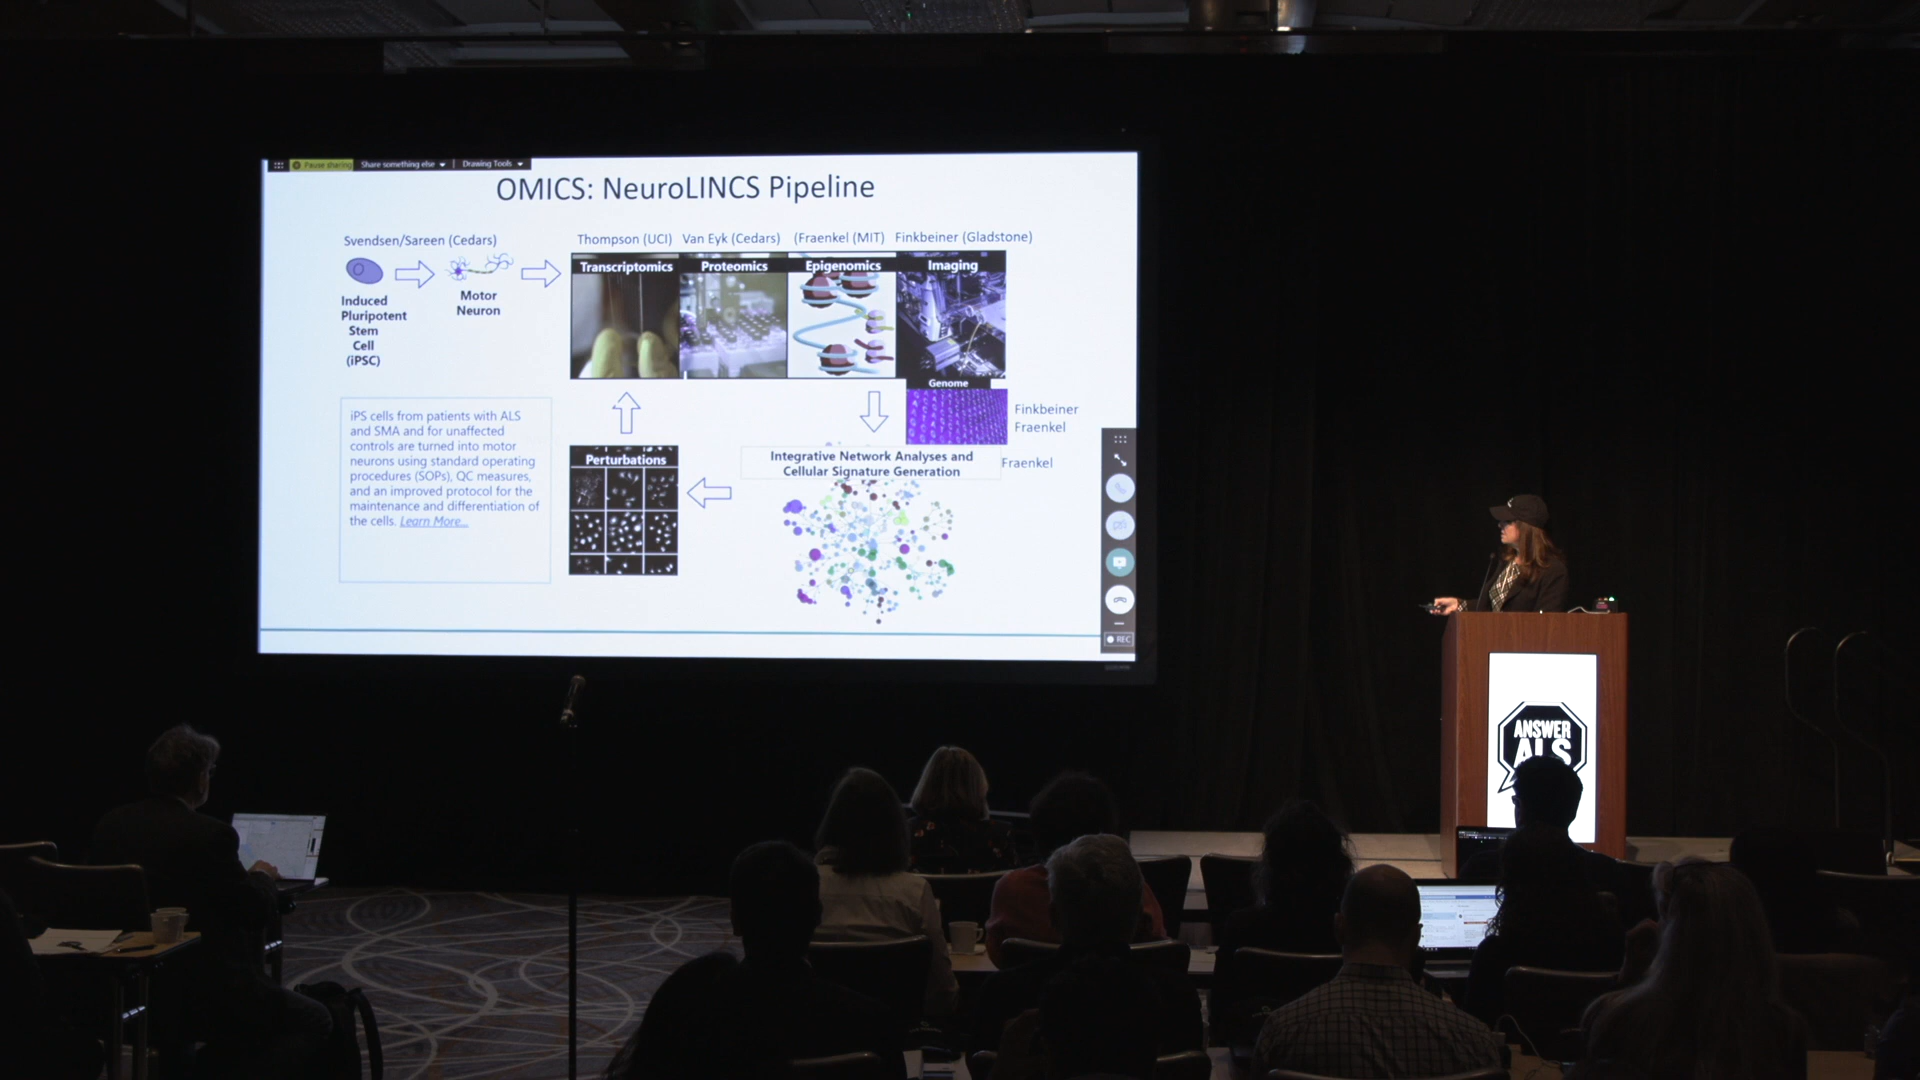 Pause sharing
Share something else
Drawing Tools
OMICS: NeuroLINCS Pipeline
Svendsen/Sareen (Cedars)
Thompson (UCI)
Van Eyk (Cedars)
(Fraenkel (MIT)
Finkbeiner (Gladstone)
Transcriptomics
Proteomics
Epigenomics
Imaging
Induced
Pluripotent
Stem
Cell
(iPSC)
Motor
Neuron
Genome
Finkbeiner
Fraenkel
iPS cells from patients with ALS
and SMA and for unaffected
controls are turned into motor
neurons using standard operating
procedures (SOPs), QC measures,
and an improved protocol for the
maintenance and differentiation of
the cells. Learn More...
Perturbations
Integrative Network Analyses and
Cellular Signature Generation
Fraenkel
REC
ANSWER
ALS